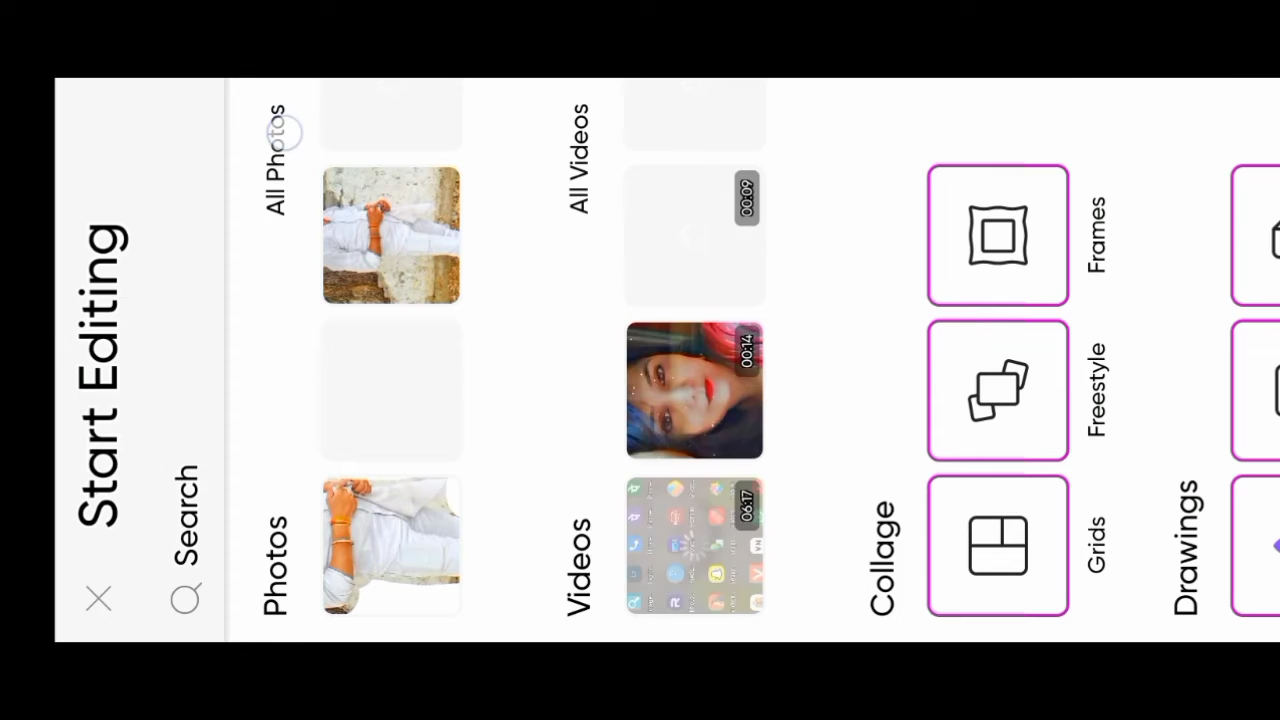 Start Editing
Search
Photos
All Photos
Videos
All Videos
06:17
00:14
00:09
Collage
Grids
Freestyle
Frames
Drawings